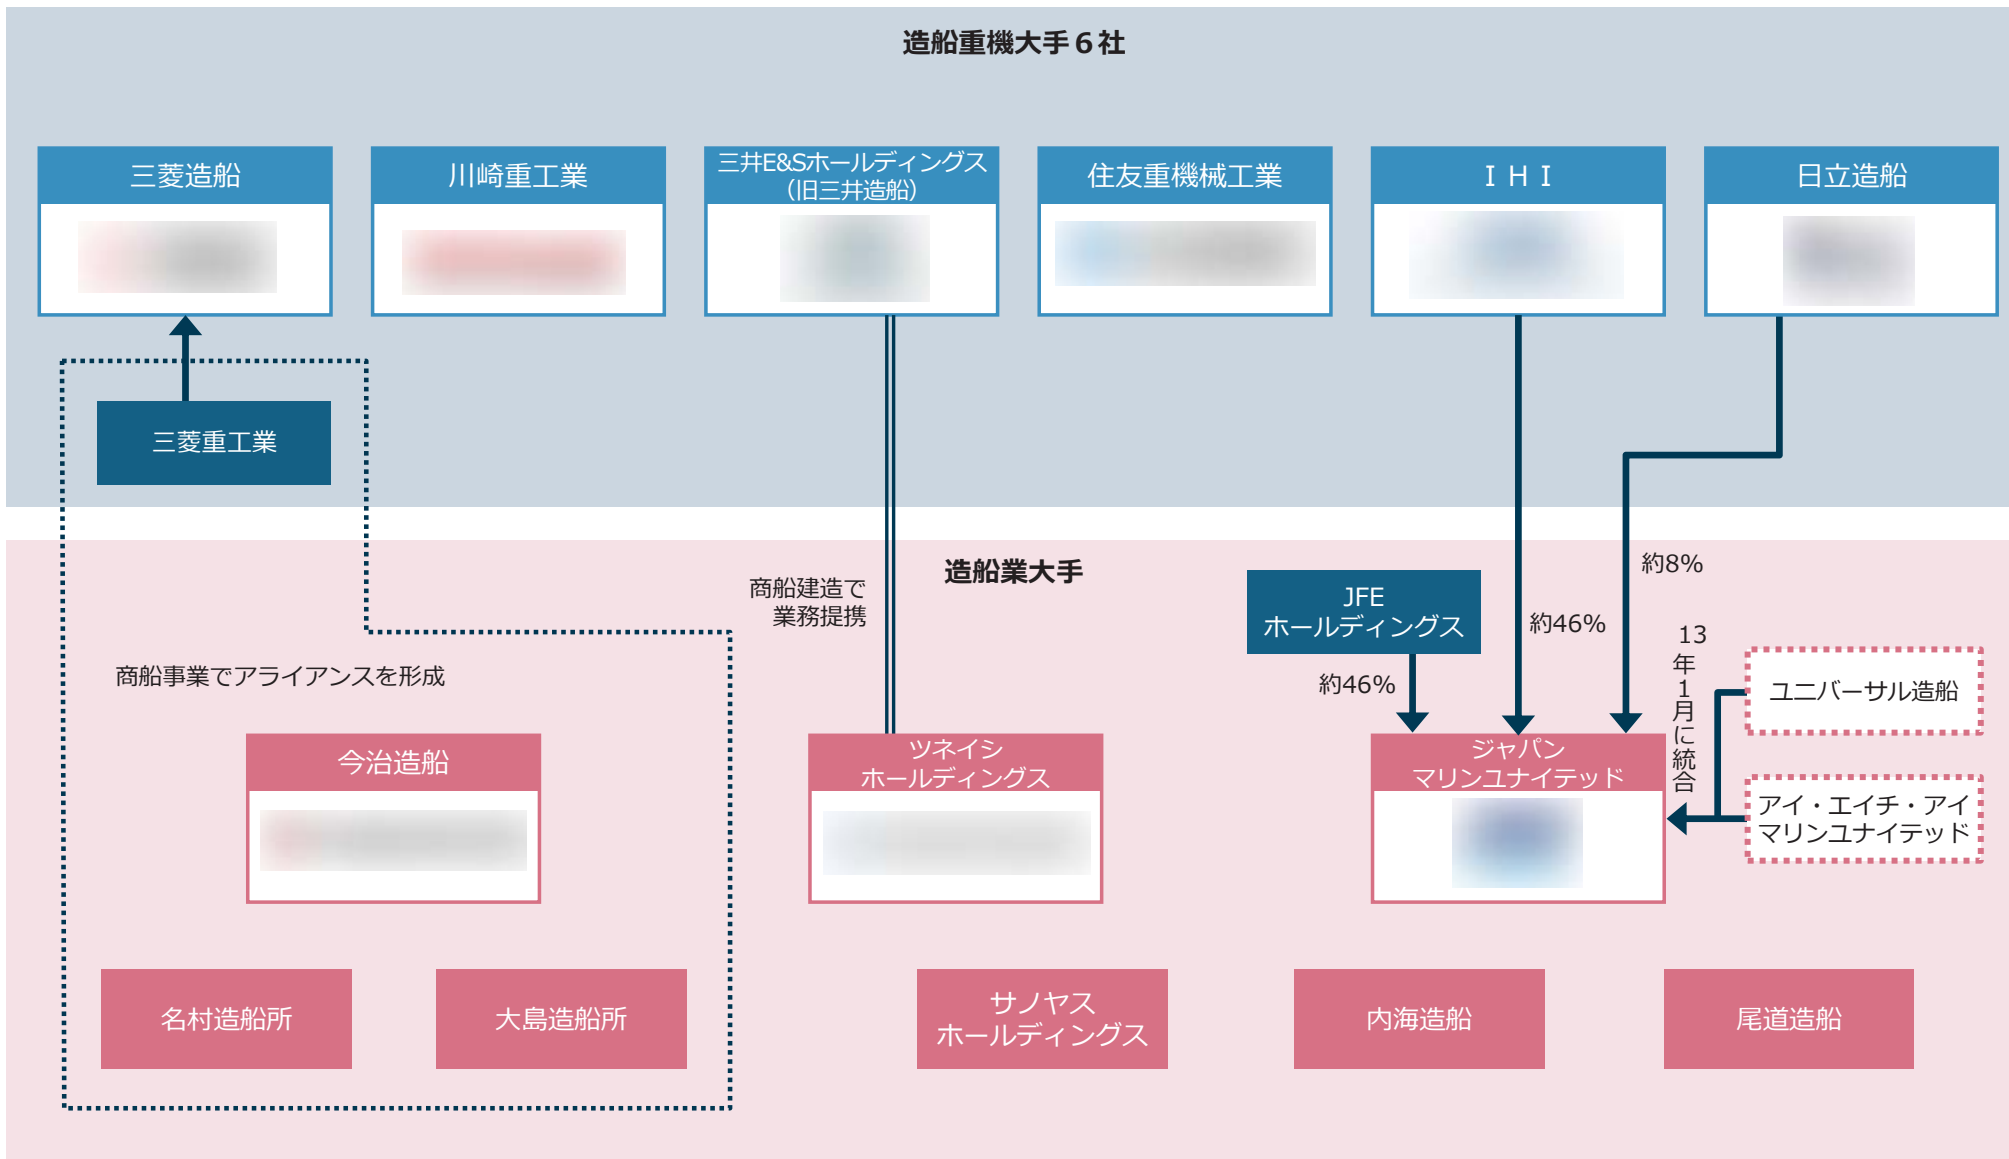 造船重機大手６社
三菱造船
川崎重工業
三井E&Sホールディングス
（旧三井造船）
住友重機械工業
ＩＨＩ
日立造船
三菱重工業
造船業大手
商船建造で
業務提携
JFE
ホールディングス
約46%
約46%
約8%
13年1月に統合
ユニバーサル造船
アイ・エイチ・アイ
マリンユナイテッド
商船事業でアライアンスを形成
今治造船
ツネイシ
ホールディングス
ジャパン
マリンユナイテッド
名村造船所
大島造船所
サノヤス
ホールディングス
内海造船
尾道造船